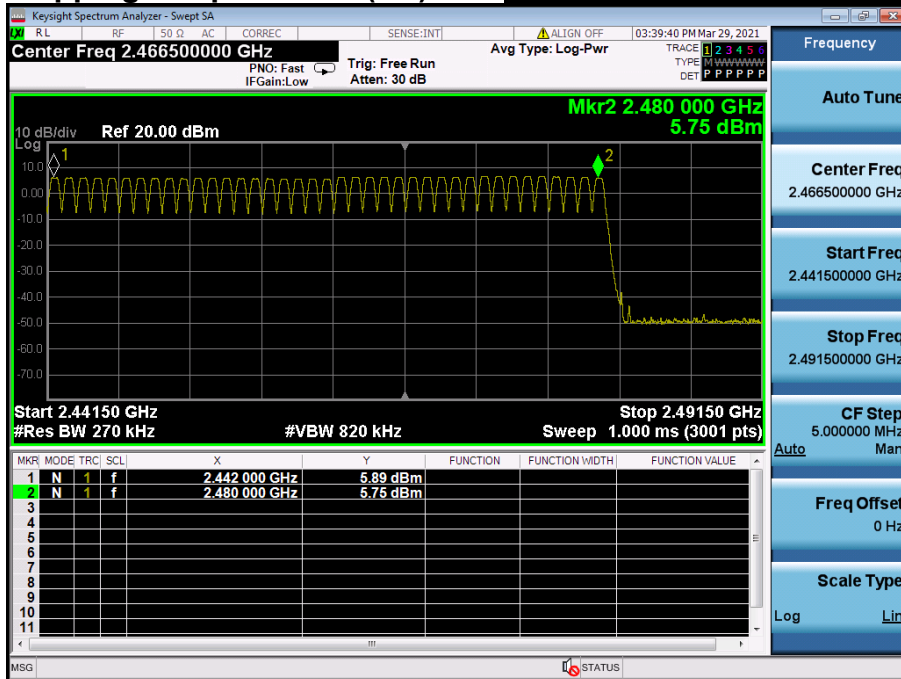 Keysight Spectrum Analyzer - Swept SA
LXI RL RF 50 Ω AC CORREC SENSE:INT ALIGN OFF 03:39:40 PM Mar 29, 2021
Center Freq 2.466500000 GHz
PNO: Fast
IFGain:Low
Trig: Free Run
Atten: 30 dB
Avg Type: Log-Pwr
TRACE 1 2 3 4 5 6
TYPE M WWWWW
DET P P P P P P
Mkr2 2.480 000 GHz
5.75 dBm
10 dB/div Ref 20.00 dBm
Log
1
2
10.0
0.00
-10.0
-20.0
-30.0
-40.0
-50.0
-60.0
-70.0
Start 2.44150 GHz Stop 2.49150 GHz
#Res BW 270 kHz #VBW 820 kHz Sweep 1.000 ms (3001 pts)
MKR MODE TRC SCL X Y FUNCTION FUNCTION WIDTH FUNCTION VALUE
1 N 1 f 2.442 000 GHz 5.89 dBm
2 N 1 f 2.480 000 GHz 5.75 dBm
3
4
5
6
7
8
9
10
11
MSG STATUS
Frequency
Auto Tune
Center Freq
2.466500000 GHz
Start Freq
2.441500000 GHz
Stop Freq
2.491500000 GHz
CF Step
5.000000 MHz
Auto Man
Freq Offset
0 Hz
Scale Type
Log Lin